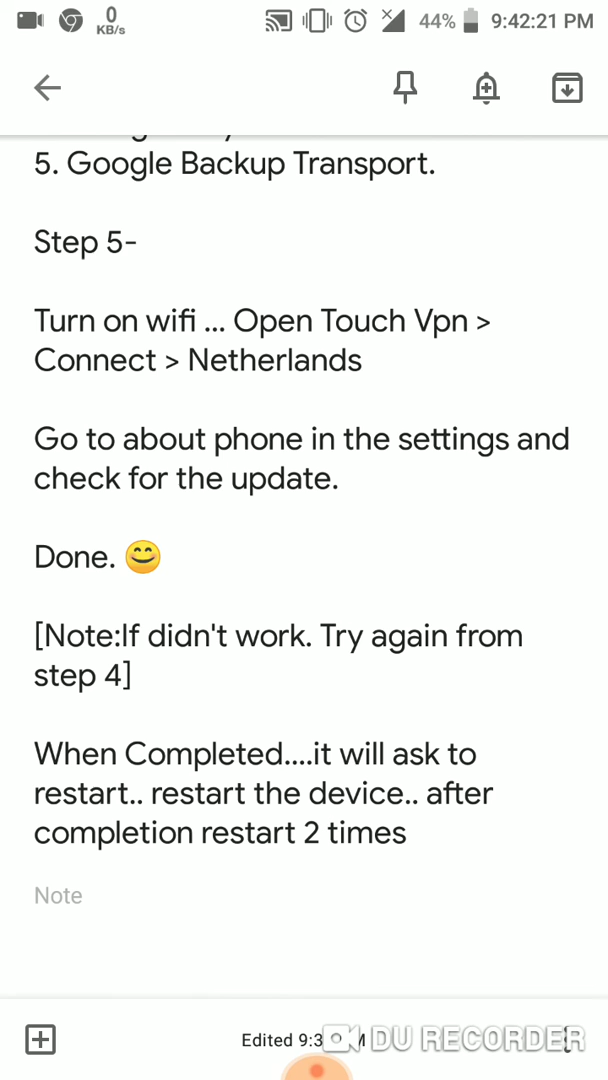 0
KB/s
44%
9:42:21 PM
5. Google Backup Transport.
Step 5-
Turn on wifi ... Open Touch Vpn >
Connect > Netherlands
Go to about phone in the settings and
check for the update.
Done. 😊
[Note:If didn't work. Try again from
step 4]
When Completed....it will ask to
restart.. restart the device.. after
completion restart 2 times
Note
Edited 9:3
DU RECORDER